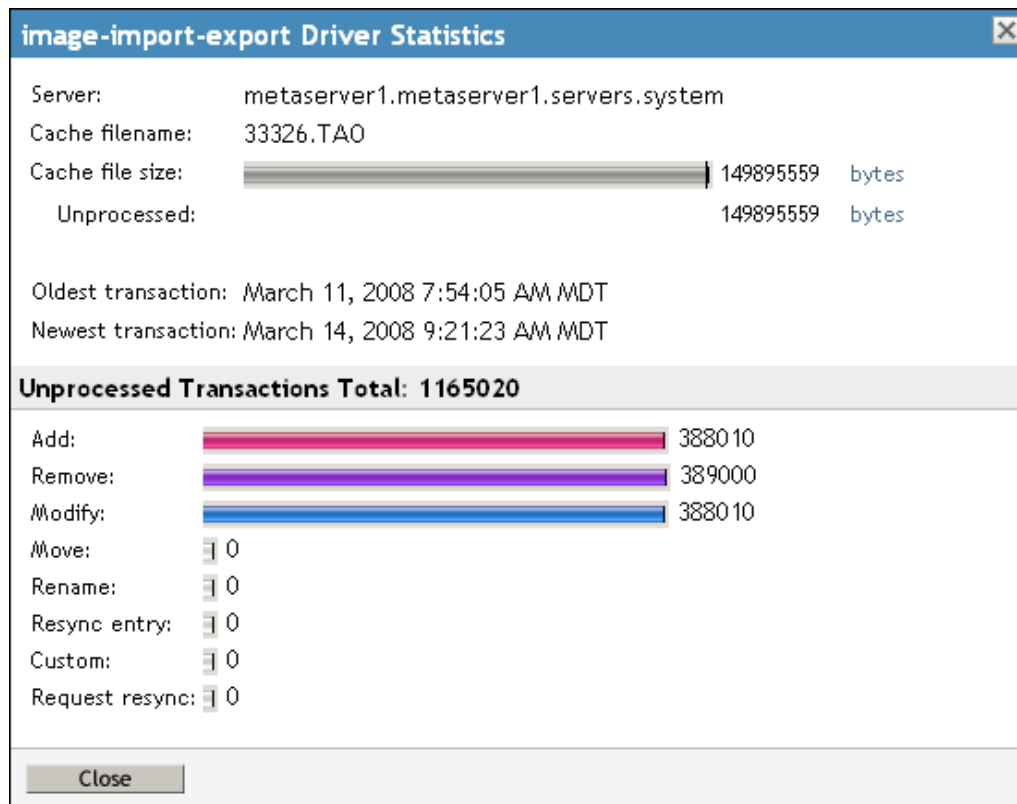 image-import-export Driver Statistics
Server: metaserver1.metaserver1.servers.system
Cache filename: 33326.TAO
Cache file size: 149895559 bytes
Unprocessed: 149895559 bytes
Oldest transaction: March 11, 2008 7:54:05 AM MDT
Newest transaction: March 14, 2008 9:21:23 AM MDT
Unprocessed Transactions Total: 1165020
Add: 388010
Remove: 389000
Modify: 388010
Move: 0
Rename: 0
Resync entry: 0
Custom: 0
Request resync: 0
Close